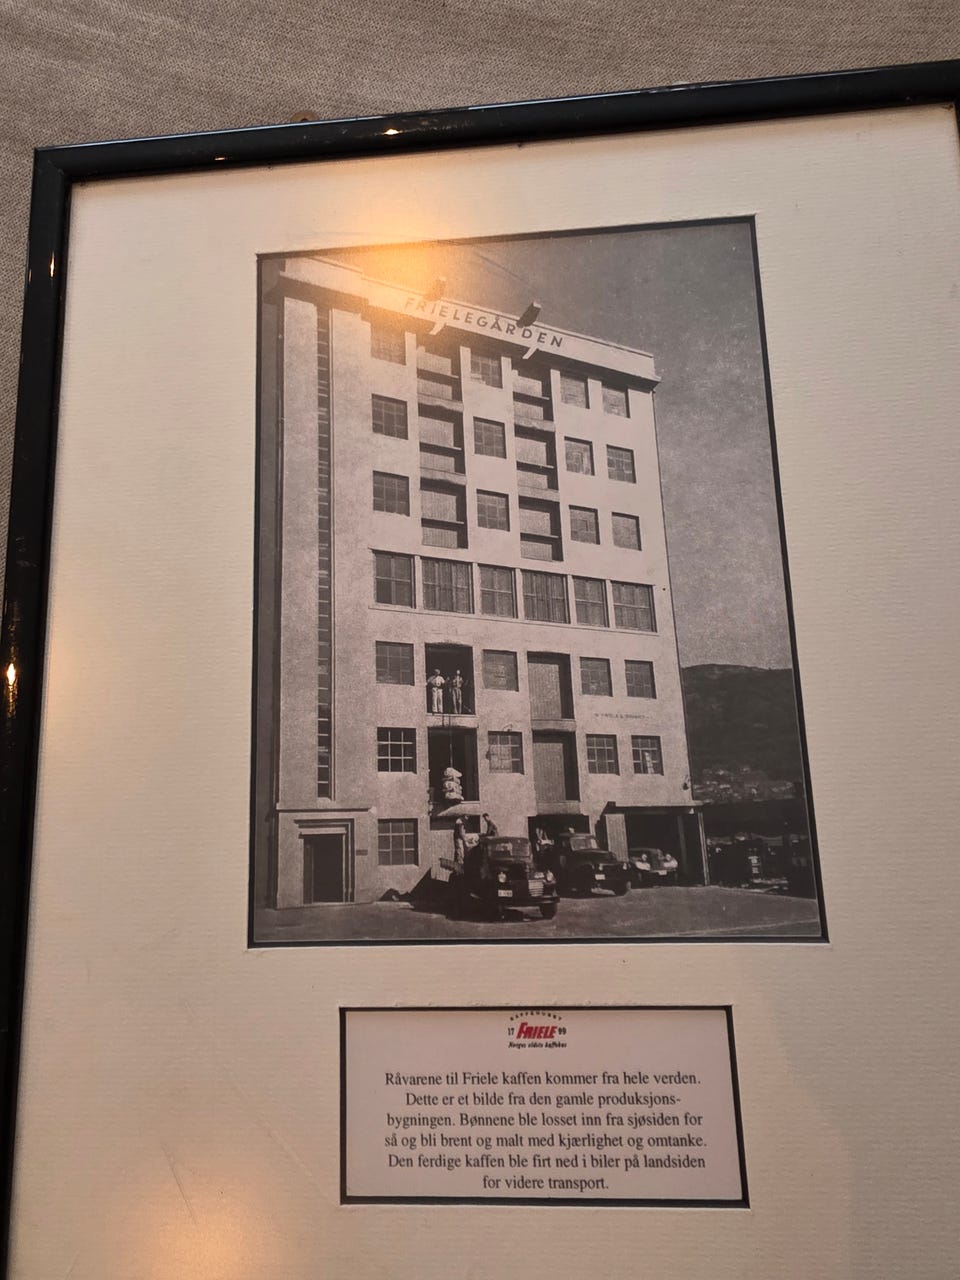 FRIELEGÅRDEN
KAFFEHUSET
17 FRIELE 99
Norges eldste kaffehus
Råvarene til Friele kaffen kommer fra hele verden.
Dette er et bilde fra den gamle produksjons-
bygningen. Bønnene ble losset inn fra sjøsiden for
så og bli brent og malt med kjærlighet og omtanke.
Den ferdige kaffen ble firt ned i biler på landsiden
for videre transport.